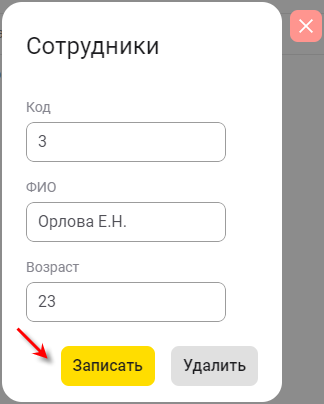 Сотрудники
Код
3
ФИО
Орлова Е.Н.
Возраст
23
Записать Удалить